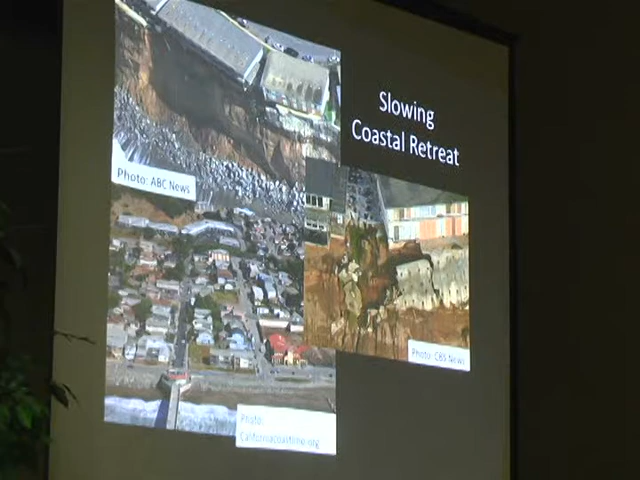 Slowing
Coastal Retreat
Photo: ABC News
Photo: CBS News
Photo:
Californiacoastline.org